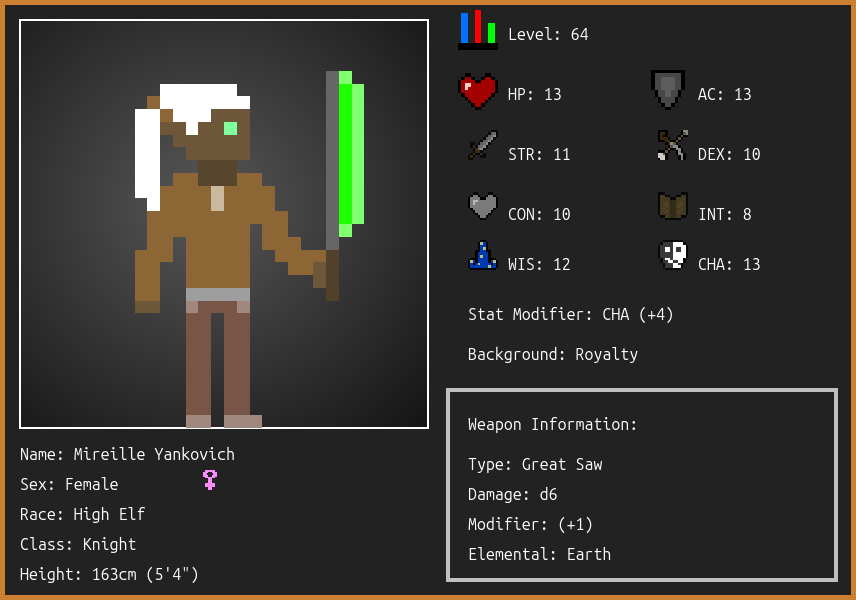 Level: 64
HP: 13
AC: 13
STR: 11
DEX: 10
CON: 10
INT: 8
WIS: 12
CHA: 13
Stat Modifier: CHA (+4)
Background: Royalty
Weapon Information:
Type: Great Saw
Damage: d6
Modifier: (+1)
Elemental: Earth
Name: Mireille Yankovich
Sex: Female
Race: High Elf
Class: Knight
Height: 163cm (5'4")